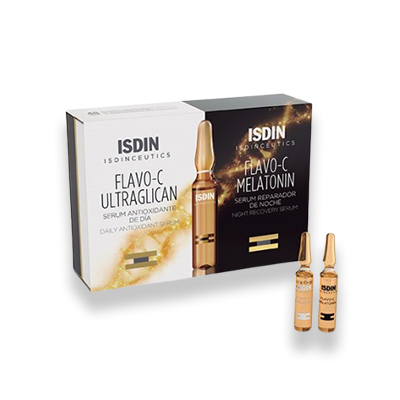 ISDIN
ISDINCEUTICS
FLAVO-C
ULTRAGLICAN
SERUM ANTIOXIDANTE
DE DÍA
DAILY ANTIOXIDANT SERUM
ISDIN
ISDIN
ISDINCEUTICS
FLAVO-C
MELATONIN
SERUM REPARADOR
DE NOCHE
NIGHT RECOVERY SERUM
ISDIN
ISDIN